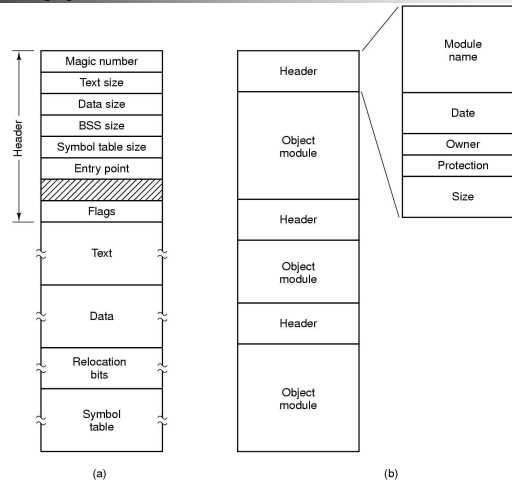 Header
Magic number
Text size
Data size
BSS size
Symbol table size
Entry point
Flags
Text
Data
Relocation
bits
Symbol
table
(a)
Header
Object
module
Header
Object
module
Header
Object
module
Module
name
Date
Owner
Protection
Size
(b)